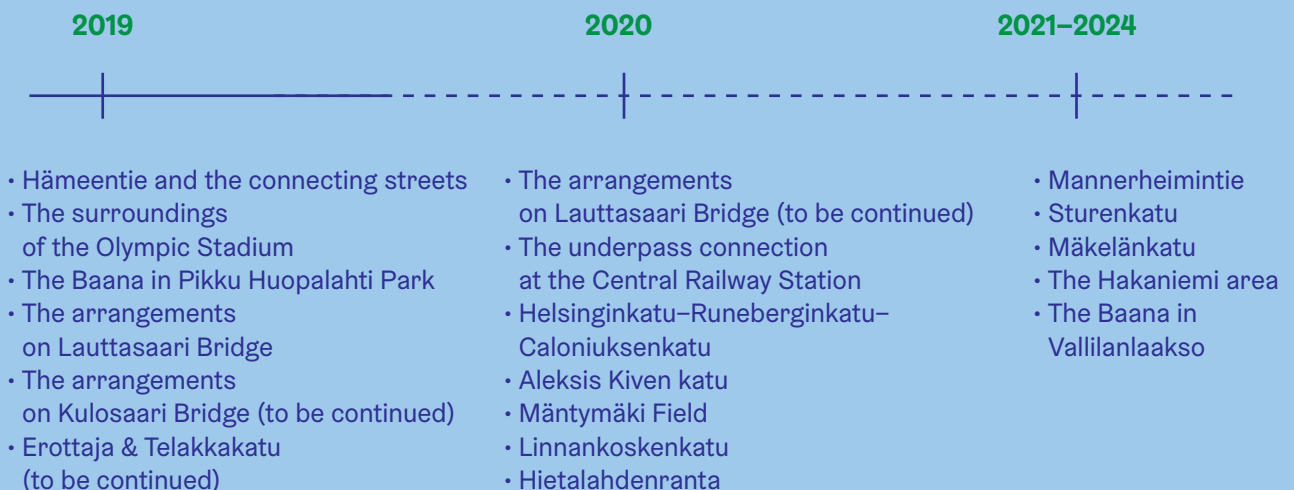 2019
2020
2021–2024
• Hämeentie and the connecting streets
• The surroundings
of the Olympic Stadium
• The Baana in Pikku Huopalahti Park
• The arrangements
on Lauttasaari Bridge
• The arrangements
on Kulosaari Bridge (to be continued)
• Erottaja & Telakkakatu
(to be continued)
• The arrangements
on Lauttasaari Bridge (to be continued)
• The underpass connection
at the Central Railway Station
• Helsinginkatu–Runeberginkatu–
Caloniuksenkatu
• Aleksis Kiven katu
• Mäntymäki Field
• Linnankoskenkatu
• Hietalahdenranta
• Mannerheimintie
• Sturenkatu
• Mäkelänkatu
• The Hakaniemi area
• The Baana in
Vallilanlaakso